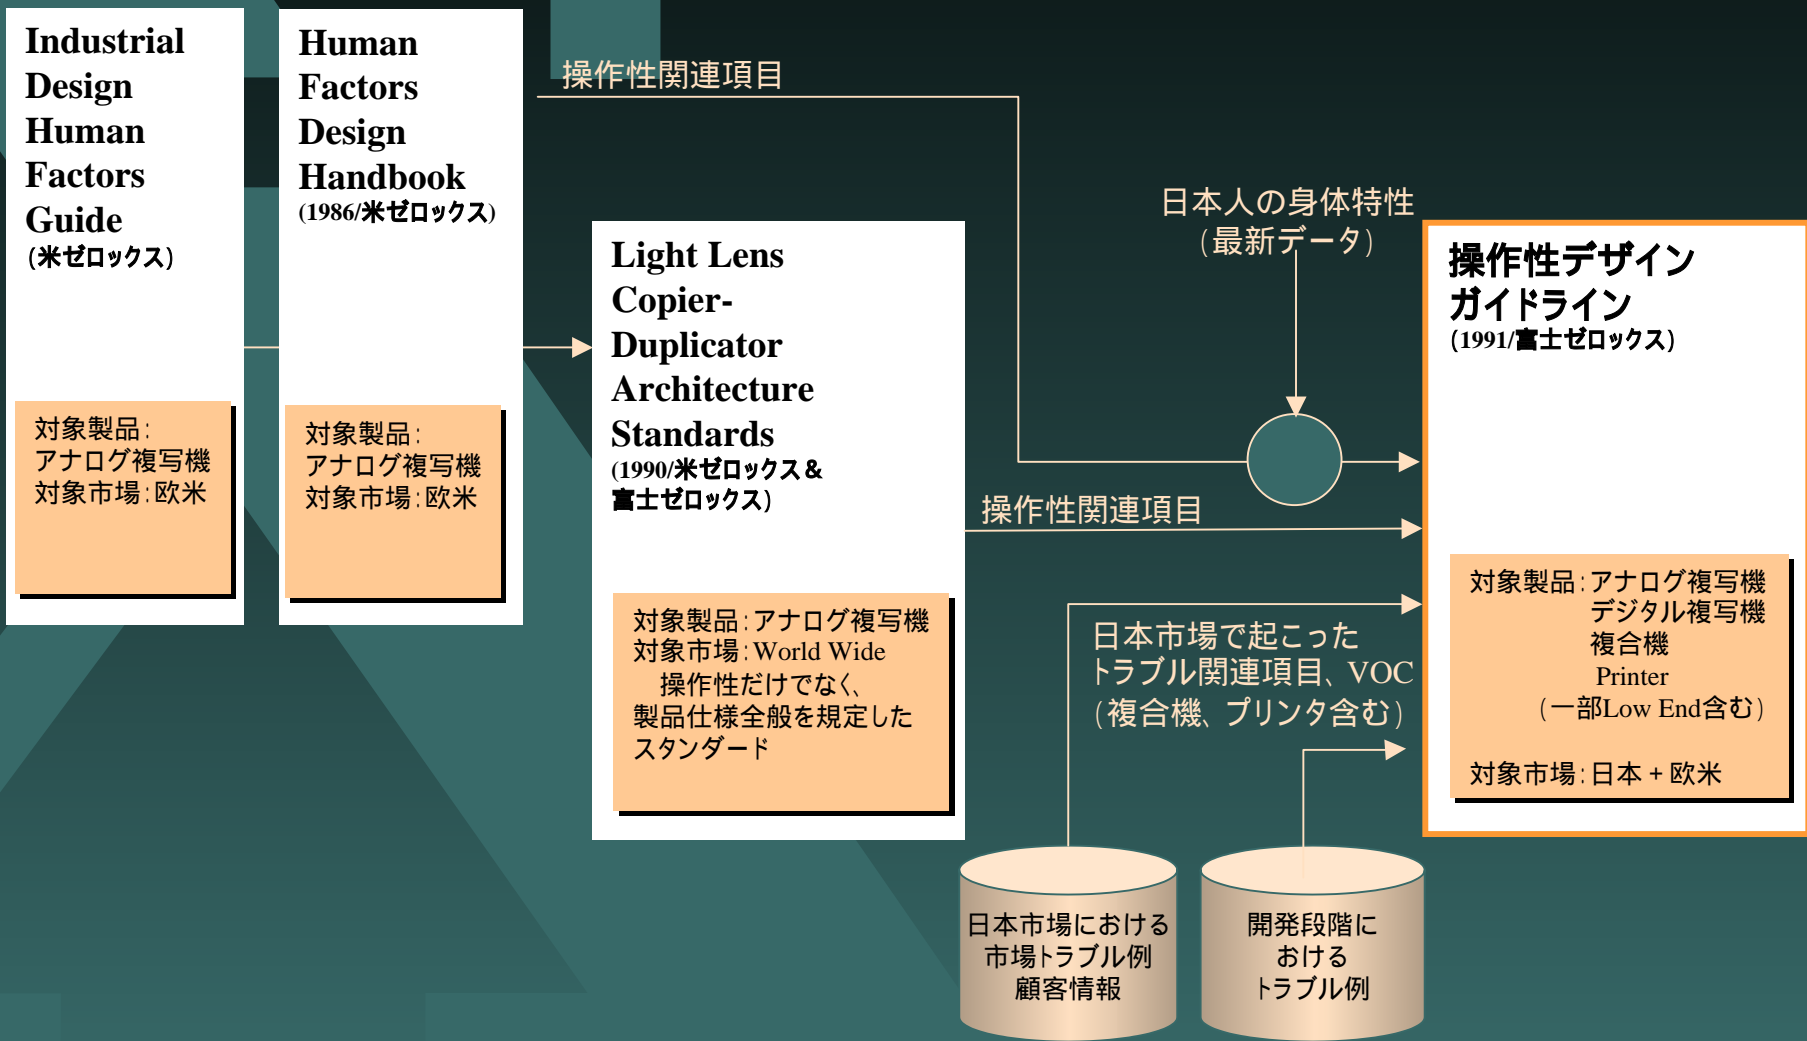 Industrial
Design
Human
Factors
Guide
(米ゼロックス)
対象製品:
アナログ複写機
対象市場:欧米
Human
Factors
Design
Handbook
(1986/米ゼロックス)
対象製品:
アナログ複写機
対象市場:欧米
操作性関連項目
Light Lens
Copier-
Duplicator
Architecture
Standards
(1990/米ゼロックス&
富士ゼロックス)
対象製品:アナログ複写機
対象市場:World Wide
操作性だけでなく、
製品仕様全般を規定した
スタンダード
日本人の身体特性
(最新データ)
操作性関連項目
日本市場で起こった
トラブル関連項目、VOC
(複合機、プリンタ含む)
日本市場における
市場トラブル例
顧客情報
開発段階に
おける
トラブル例
操作性デザイン
ガイドライン
(1991/富士ゼロックス)
対象製品:アナログ複写機
デジタル複写機
複合機
Printer
(一部Low End含む)
対象市場:日本+欧米